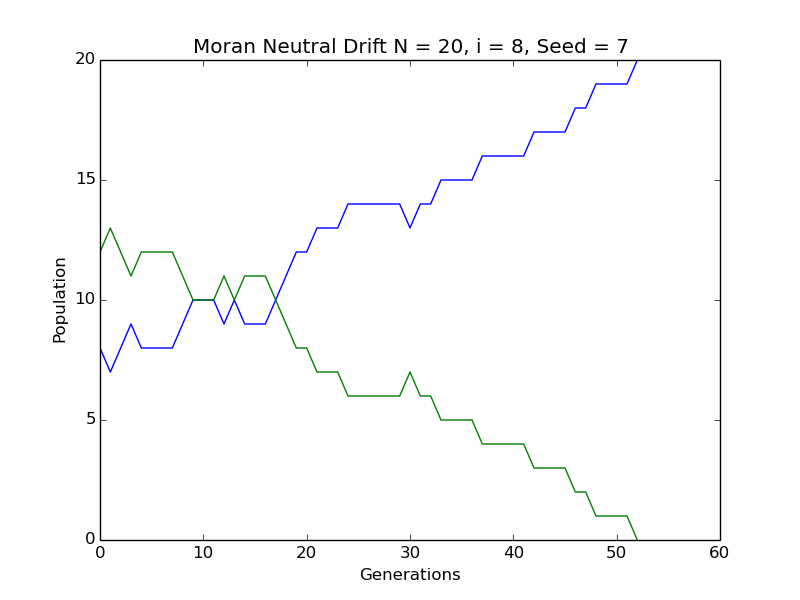 Moran Neutral Drift N = 20, i = 8, Seed = 7
20
15
10
5
0
Population
0 10 20 30 40 50 60
Generations